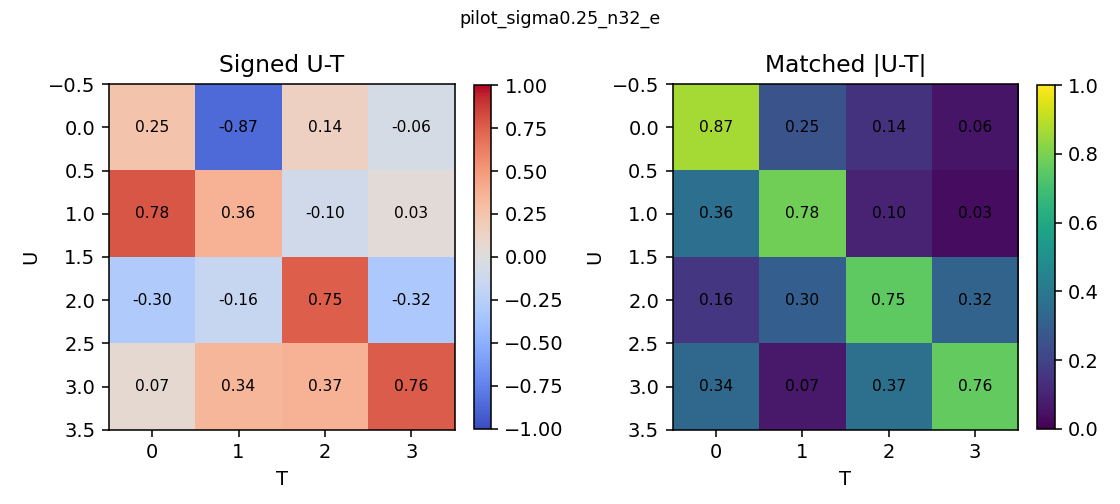 pilot_sigma0.25_n32_e
Signed U-T
Matched |U-T|
−0.5
0.0
0.5
1.0
1.5
2.0
2.5
3.0
3.5
U
0.25 -0.87 0.14 -0.06
0.78 0.36 -0.10 0.03
-0.30 -0.16 0.75 -0.32
0.07 0.34 0.37 0.76
0 1 2 3
T
1.00
0.75
0.50
0.25
0.00
−0.25
−0.50
−0.75
−1.00
−0.5
0.0
0.5
1.0
1.5
2.0
2.5
3.0
3.5
U
0.87 0.25 0.14 0.06
0.36 0.78 0.10 0.03
0.16 0.30 0.75 0.32
0.34 0.07 0.37 0.76
0 1 2 3
T
1.0
0.8
0.6
0.4
0.2
0.0